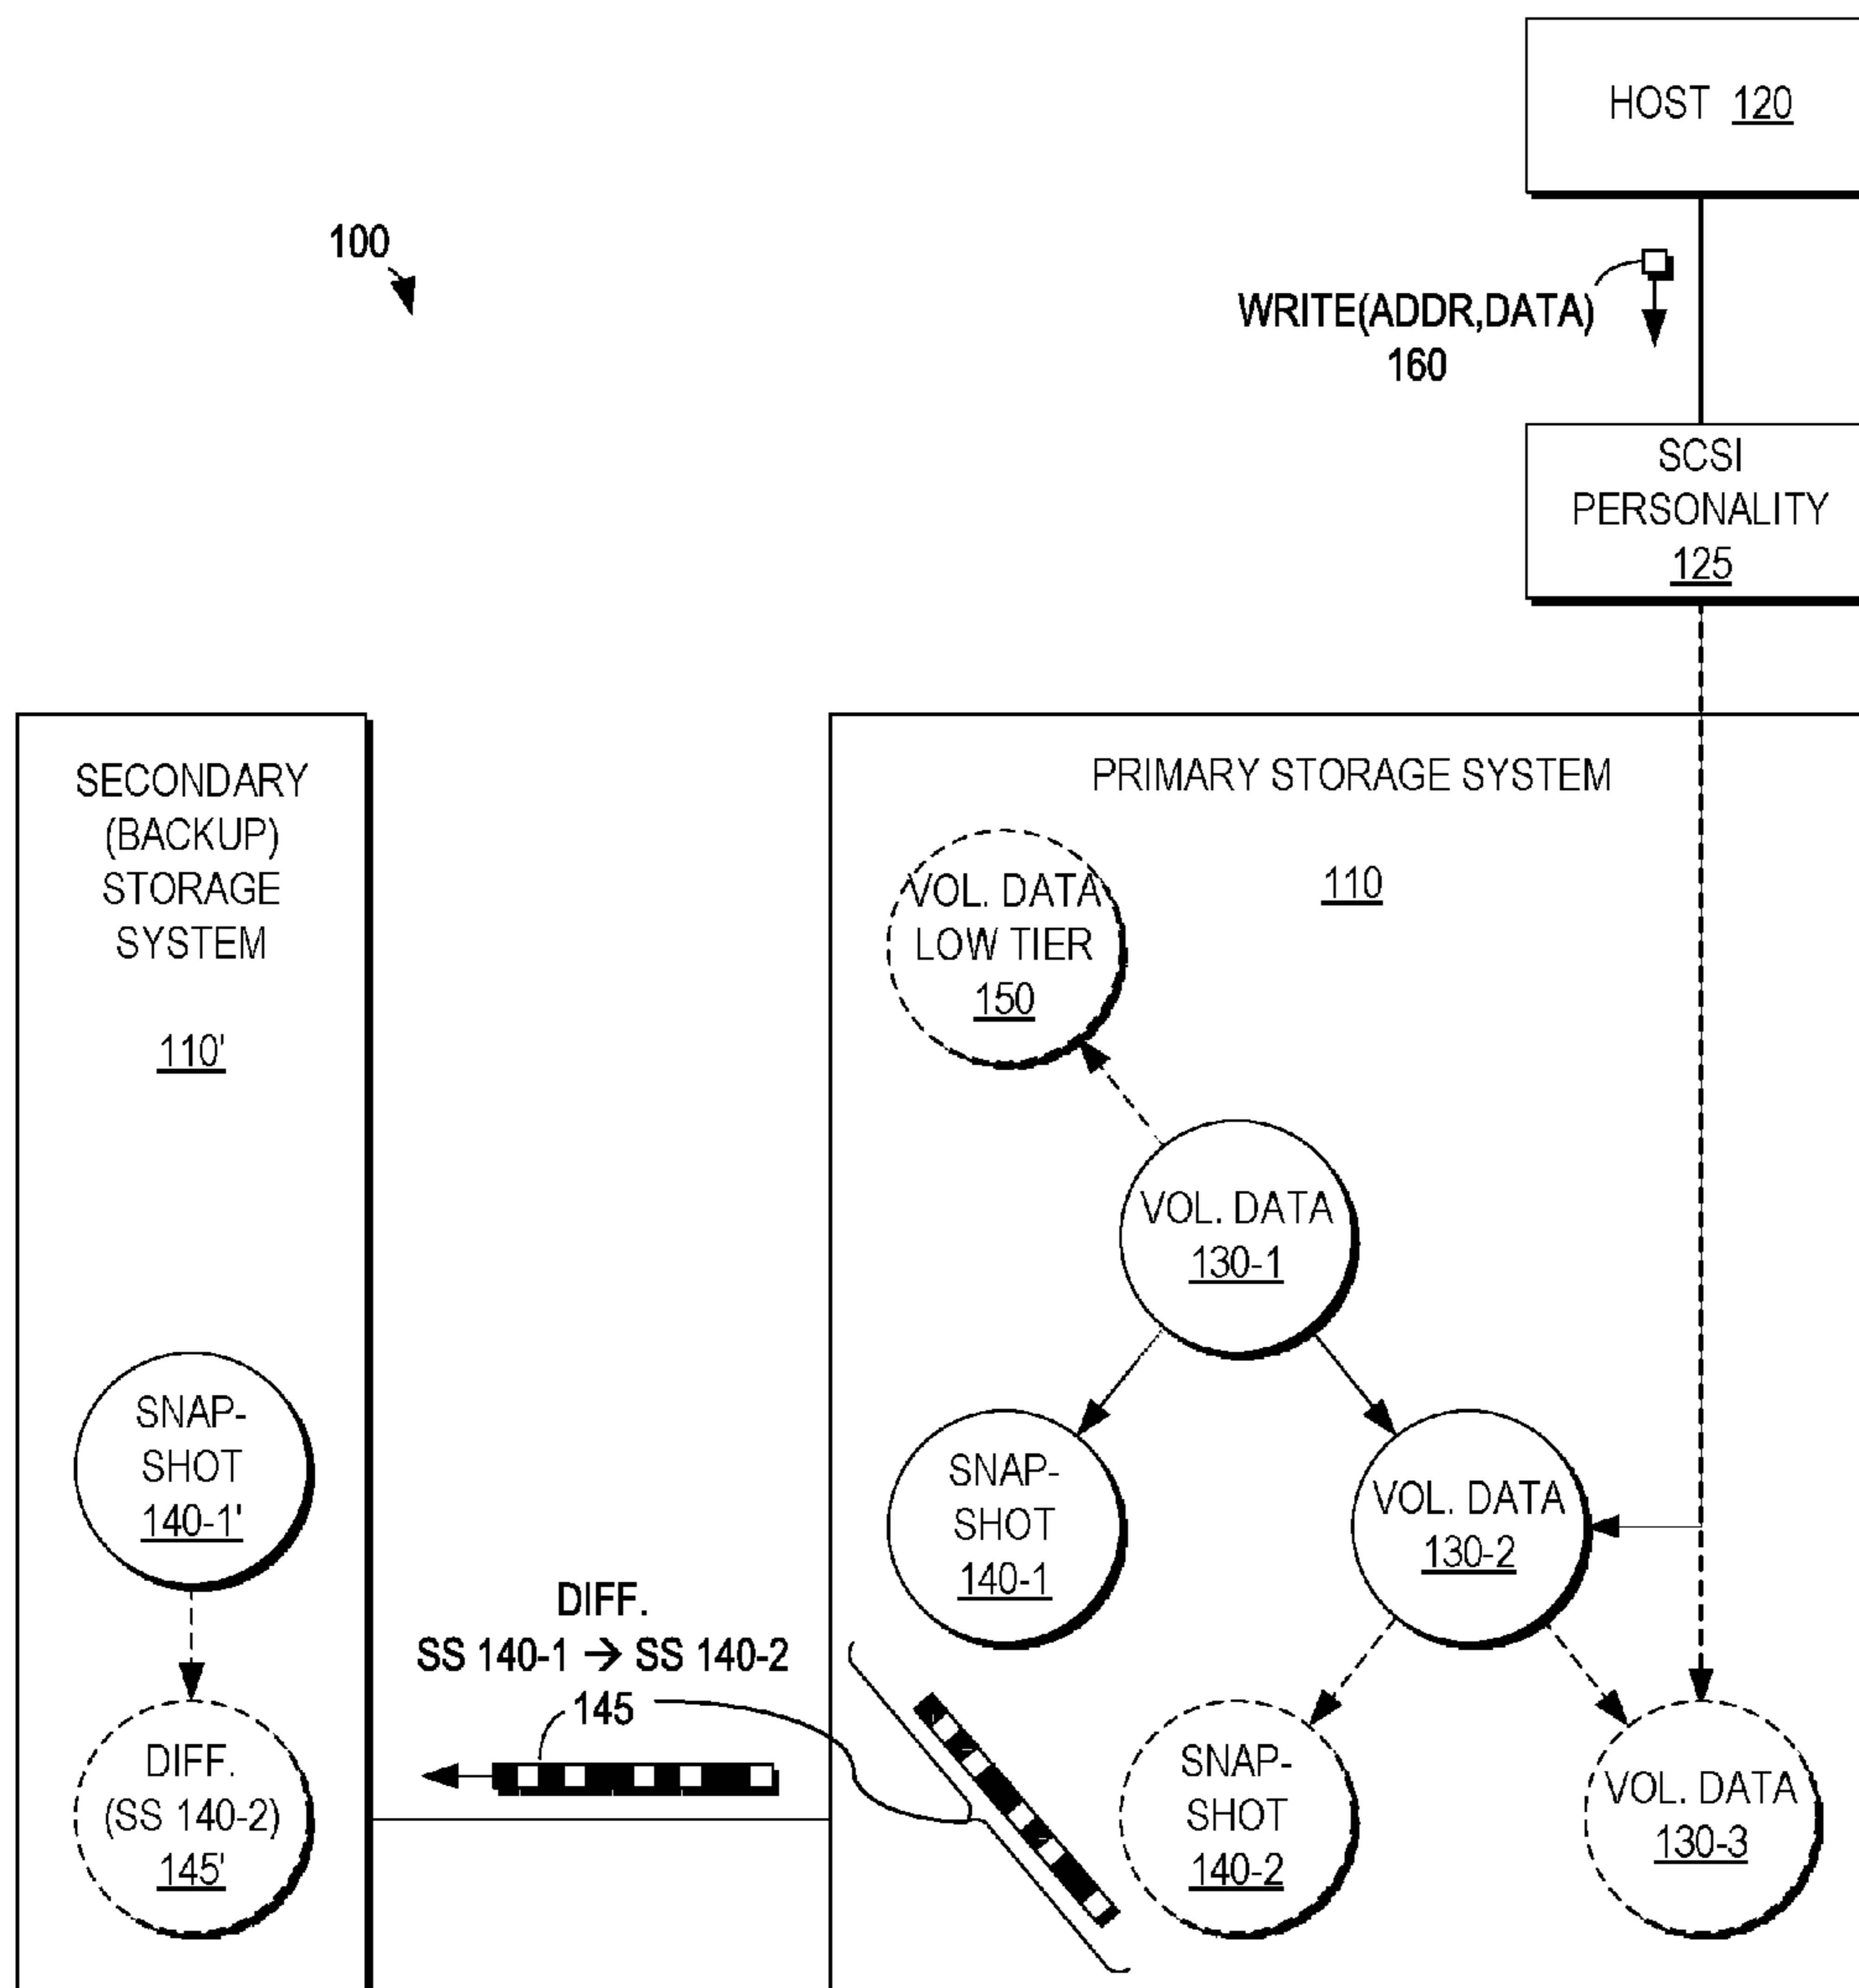 HOST 120
100
WRITE(ADDR,DATA)
160
SCSI
PERSONALITY
125
SECONDARY
(BACKUP)
STORAGE
SYSTEM
110'
PRIMARY STORAGE SYSTEM
110
VOL. DATA
LOW TIER
150
VOL. DATA
130-1
SNAP-
SHOT
140-1'
SNAP-
SHOT
140-1
VOL. DATA
130-2
DIFF.
SS 140-1 → SS 140-2
145
DIFF.
(SS 140-2)
145'
SNAP-
SHOT
140-2
VOL. DATA
130-3